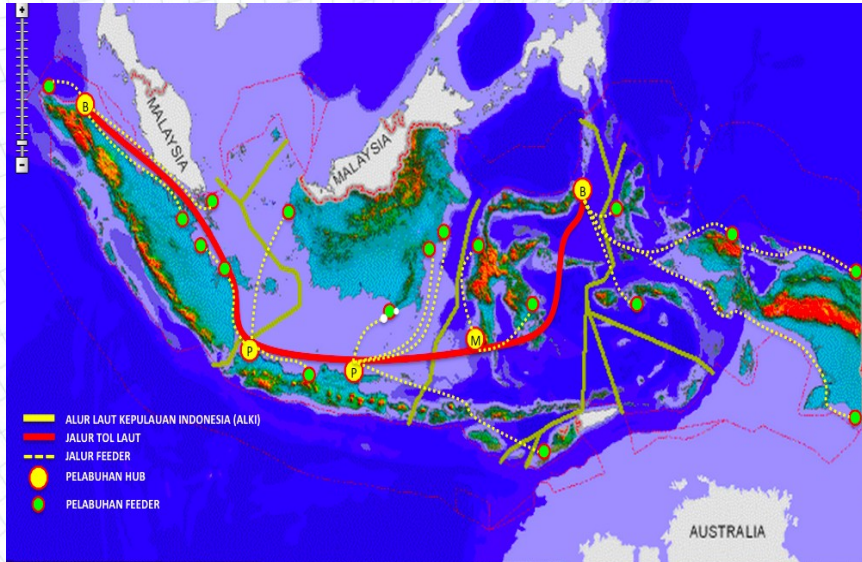 +
B
MALAYSIA
MALAYSIA
B
M
P
P
-
ALUR LAUT KEPULAUAN INDONESIA (ALKI)
JALUR TOL LAUT
JALUR FEEDER
PELABUHAN HUB
PELABUHAN FEEDER
AUSTRALIA